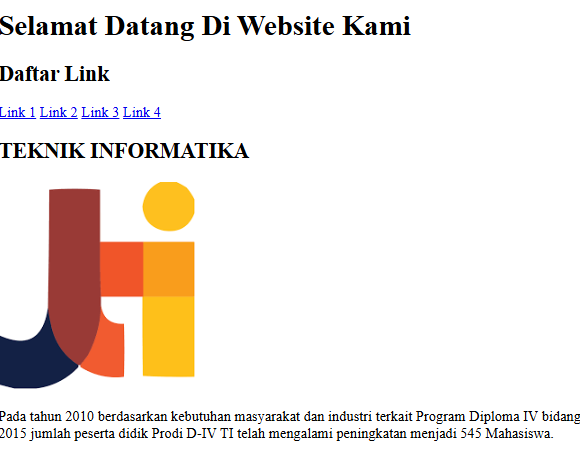 Selamat Datang Di Website Kami
Daftar Link
Link 1 Link 2 Link 3 Link 4
TEKNIK INFORMATIKA
Jti
Pada tahun 2010 berdasarkan kebutuhan masyarakat dan industri terkait Program Diploma IV bidang
2015 jumlah peserta didik Prodi D-IV TI telah mengalami peningkatan menjadi 545 Mahasiswa.